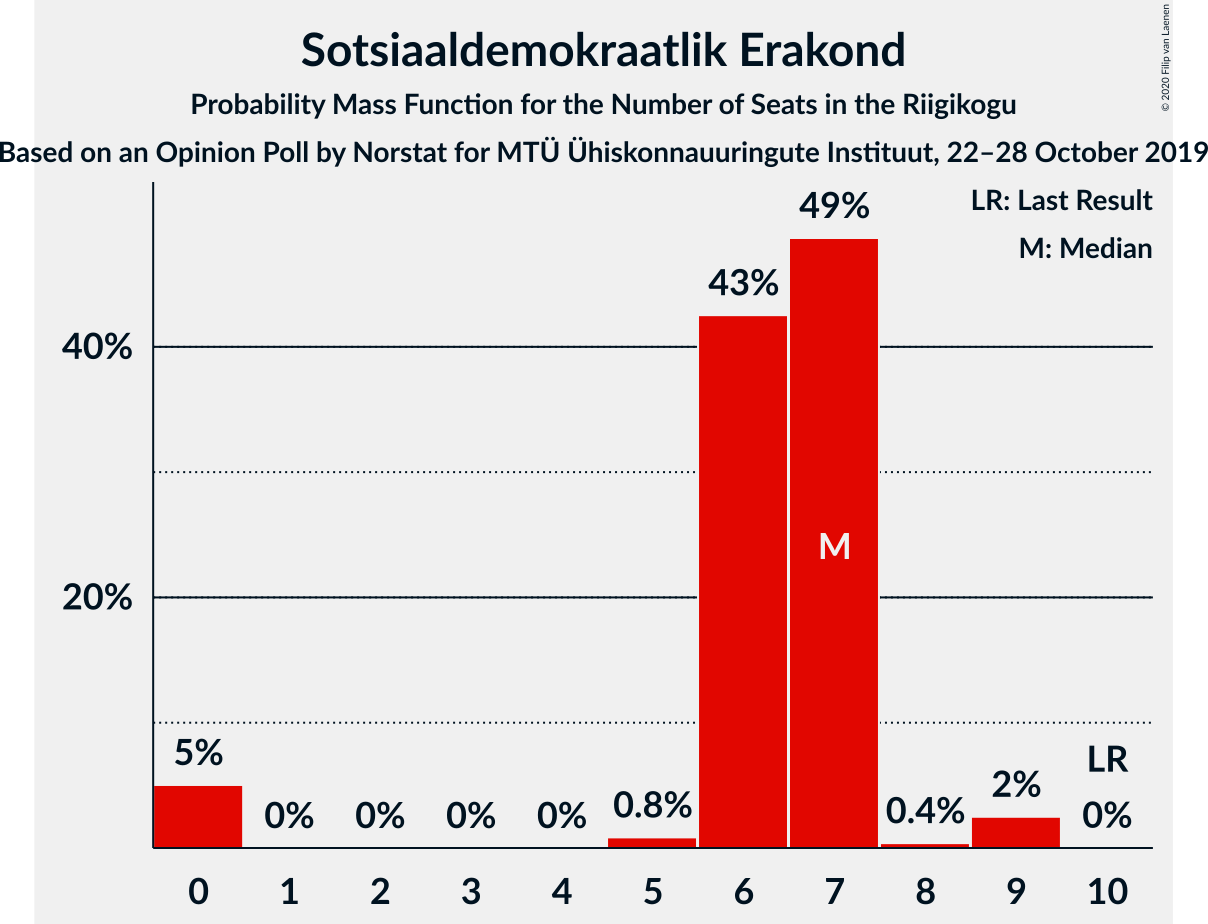 Sotsiaaldemokraatlik Erakond
Probability Mass Function for the Number of Seats in the Riigikogu
Based on an Opinion Poll by Norstat for MTÜ Ühiskonnauuringute Instituut, 22–28 October 2019
© 2020 Filip van Laenen
LR: Last Result
M: Median
40%
20%
5%
0%
0%
0%
0%
0.8%
43%
49%
M
0.4%
2%
LR
0%
0 1 2 3 4 5 6 7 8 9 10